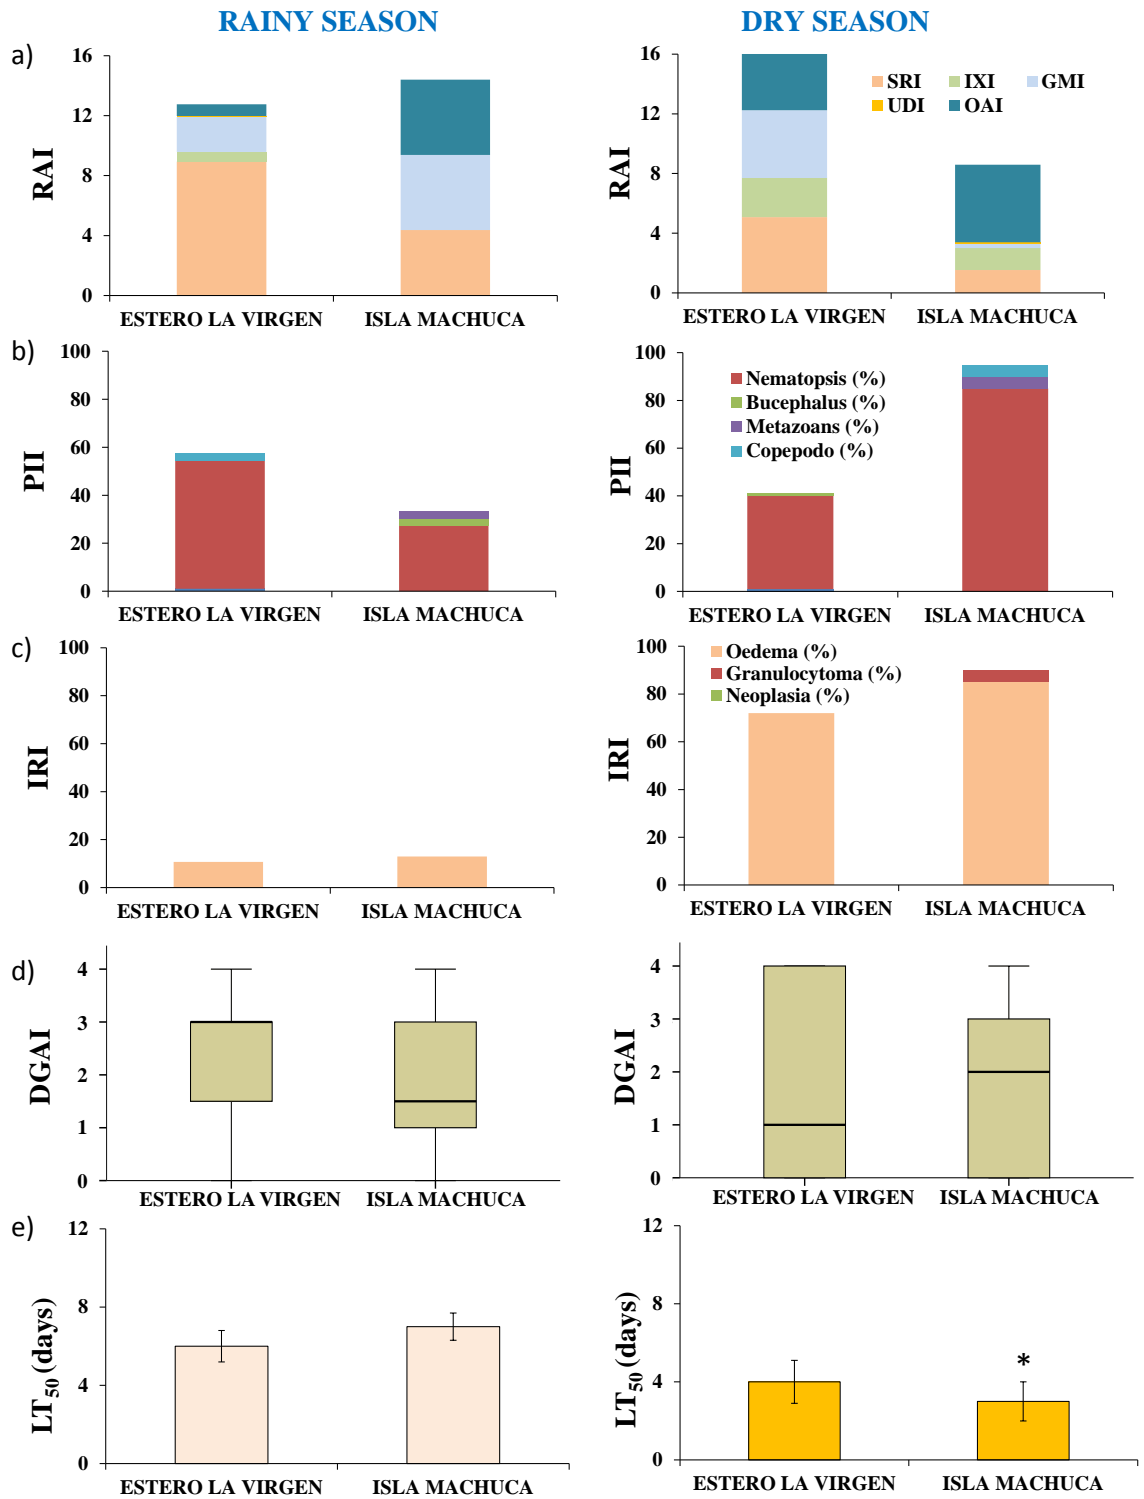 RAINY SEASON
DRY SEASON
a)
RAI
16
12
8
4
0
ESTERO LA VIRGEN
ISLA MACHUCA
RAI
16
12
8
4
0
SRI IXI GMI
UDI OAI
ESTERO LA VIRGEN
ISLA MACHUCA
b)
PII
100
80
60
40
20
0
ESTERO LA VIRGEN
ISLA MACHUCA
PII
100
80
60
40
20
0
Nematopsis (%)
Bucephalus (%)
Metazoans (%)
Copepodo (%)
ESTERO LA VIRGEN
ISLA MACHUCA
c)
IRI
100
80
60
40
20
0
ESTERO LA VIRGEN
ISLA MACHUCA
IRI
100
80
60
40
20
0
Oedema (%)
Granulocytoma (%)
Neoplasia (%)
ESTERO LA VIRGEN
ISLA MACHUCA
d)
DGAI
4
3
2
1
0
ESTERO LA VIRGEN
ISLA MACHUCA
DGAI
4
3
2
1
0
ESTERO LA VIRGEN
ISLA MACHUCA
e)
LT50 (days)
12
8
4
0
ESTERO LA VIRGEN
ISLA MACHUCA
LT50 (days)
12
8
4
0
*
ESTERO LA VIRGEN
ISLA MACHUCA